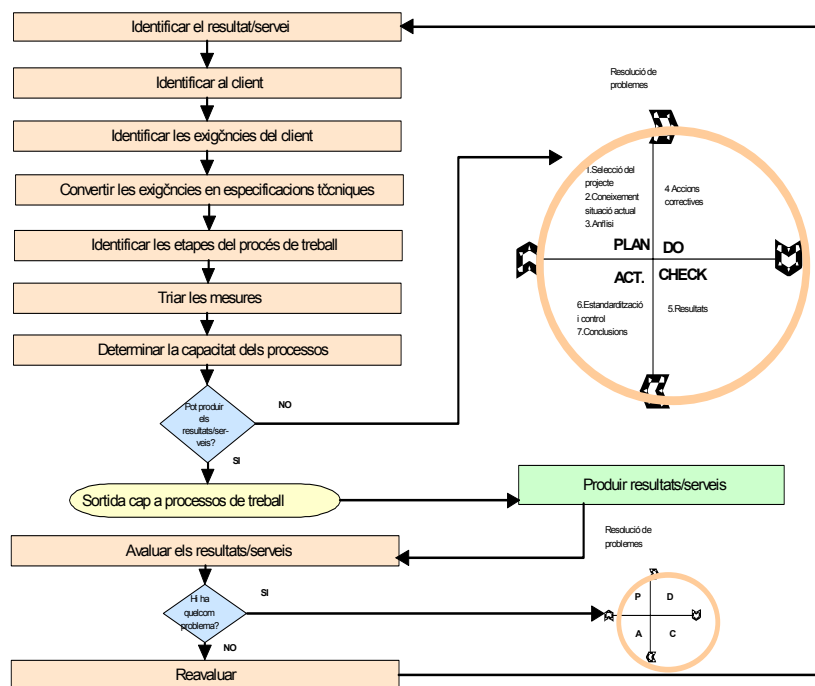 Identificar el resultat/servei
Identificar al client
Identificar les exigčncies del client
Convertir les exigčncies en especificacions tčcniques
Identificar les etapes del procés de treball
Triar les mesures
Determinar la capacitat dels processos
Pot produir
els
resultats/ser-
veis?
NO
SI
Sortida cap a processos de treball
Produir resultats/serveis
Avaluar els resultats/serveis
Hi ha
quelcom
problema?
SI
NO
Reavaluar
Resolució de
problemes
1.Selecció del
projecte
2.Coneixement
situació actual
3.Anŕlisi
4 Accions
correctives
PLAN
DO
ACT.
CHECK
6.Estandardització
i control
7.Conclusions
5.Resultats
Resolució de
problemes
P
D
A
C